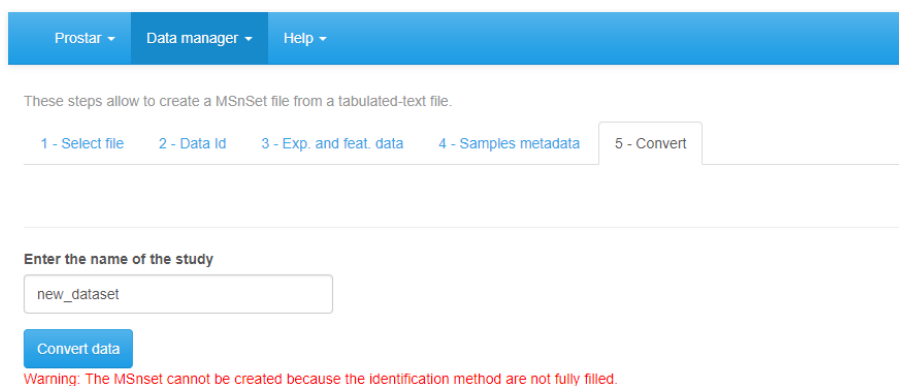 Prostar Data manager Help
These steps allow to create a MSnSet file from a tabulated-text file.
1 - Select file 2 - Data Id 3 - Exp. and feat. data 4 - Samples metadata 5 - Convert
Enter the name of the study
new_dataset
Convert data
Warning: The MSnset cannot be created because the identification method are not fully filled.